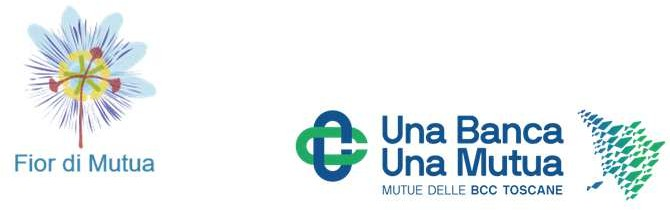 Fior di Mutua
Una Banca
Una Mutua
MUTUE DELLE BCC TOSCANE